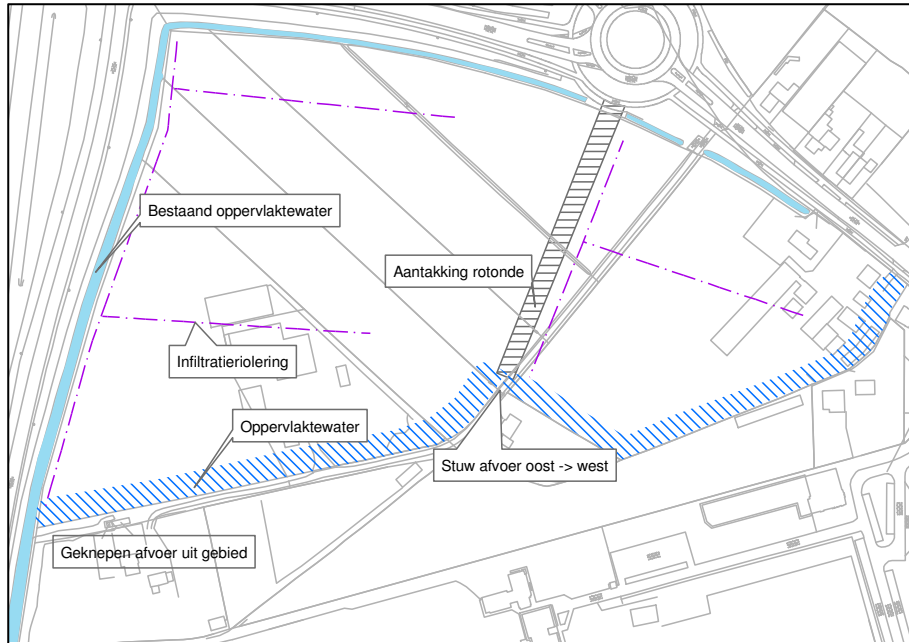 Bestaand oppervlaktewater
Aantakking rotonde
Infiltratieriolering
Oppervlaktewater
Stuw afvoer oost -> west
Geknepen afvoer uit gebied